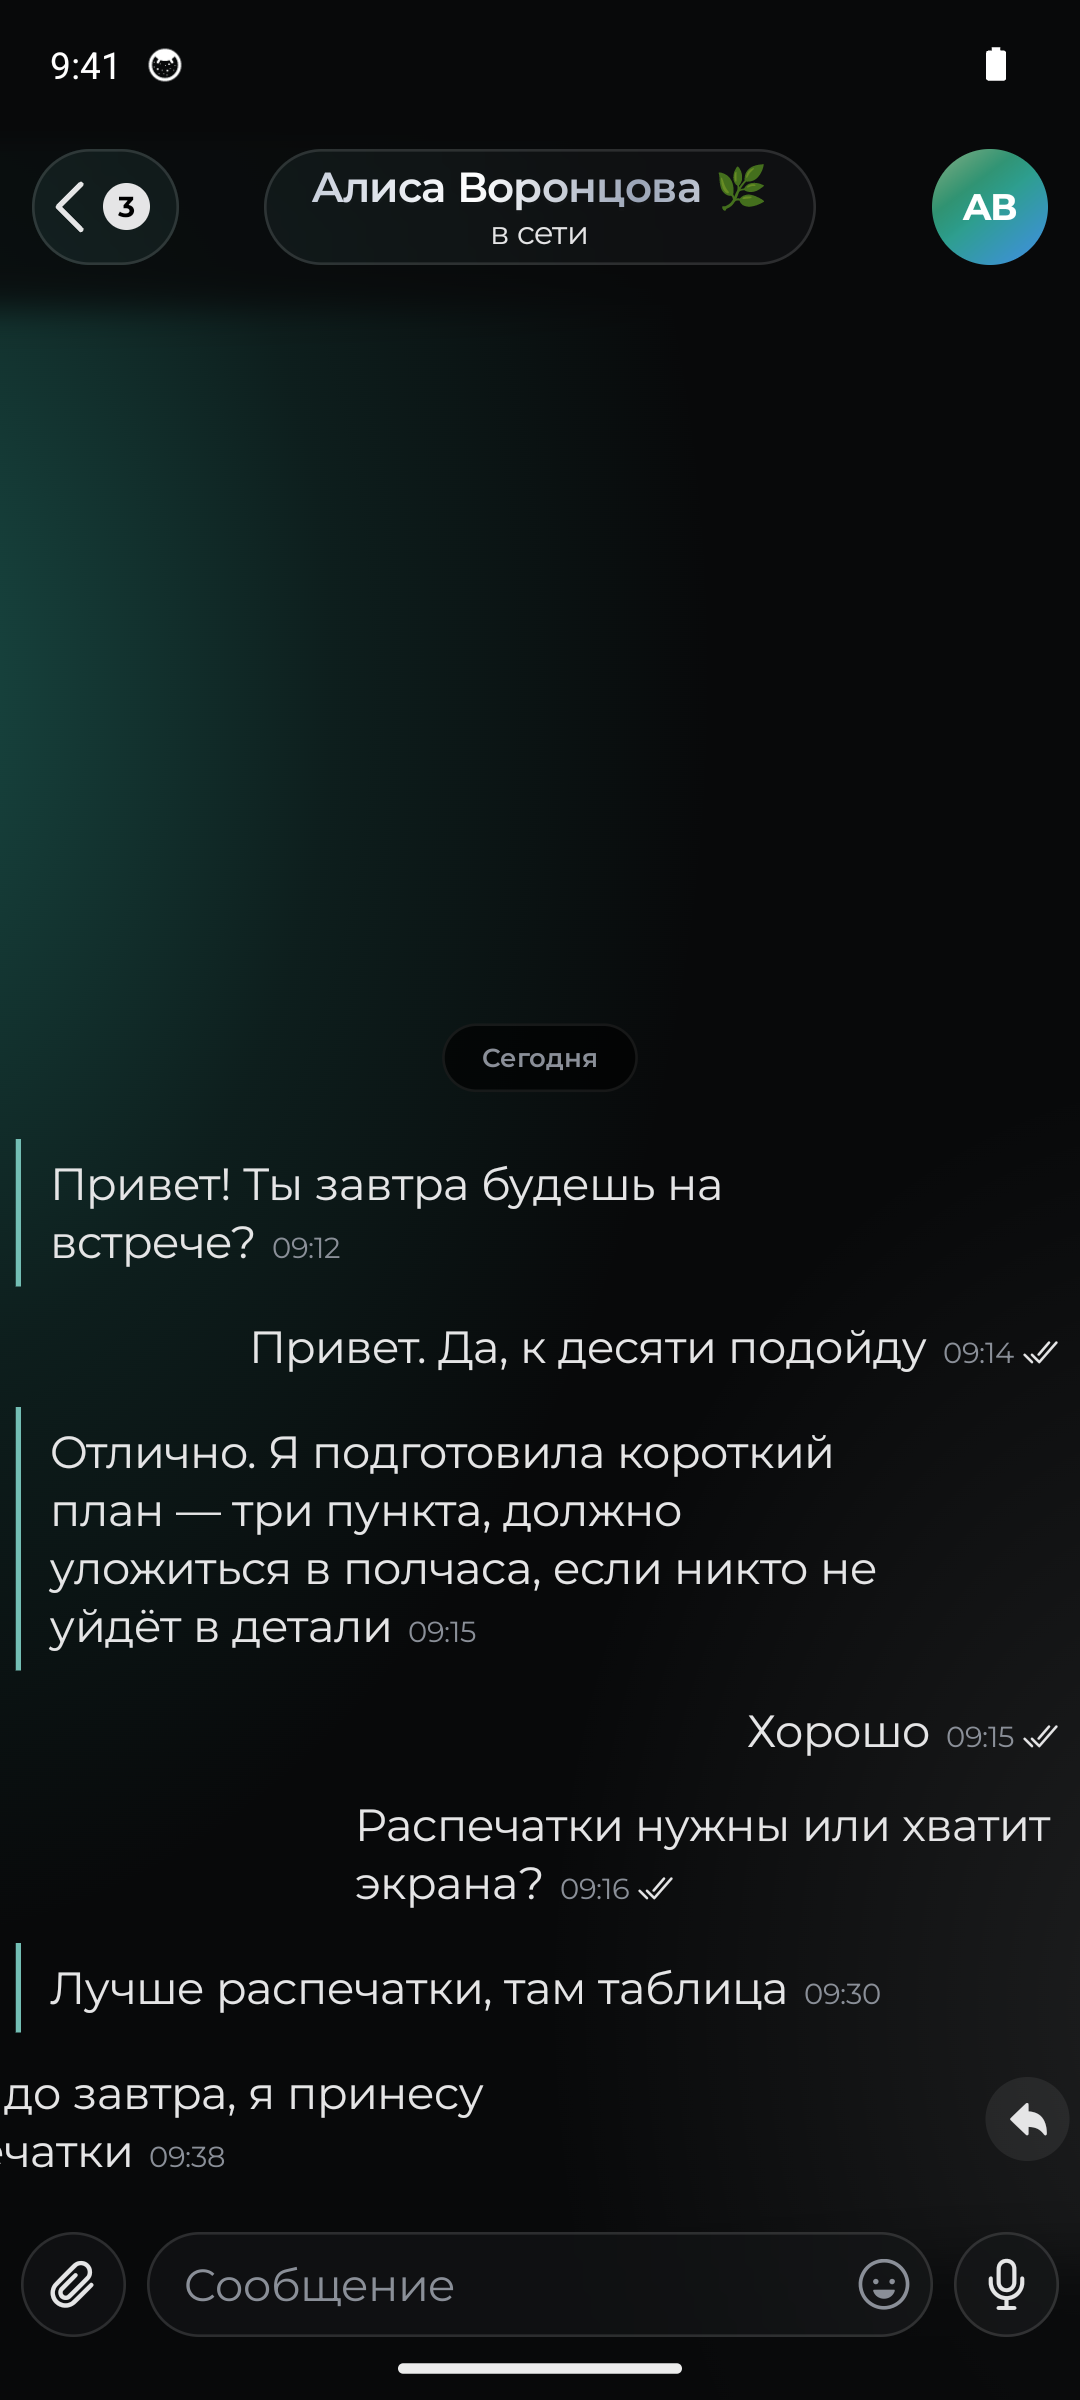 9:41
3
Алиса Воронцова 🌿
в сети
АВ
Сегодня
Привет! Ты завтра будешь на
встрече? 09:12
Привет. Да, к десяти подойду 09:14
Отлично. Я подготовила короткий
план — три пункта, должно
уложиться в полчаса, если никто не
уйдёт в детали 09:15
Хорошо 09:15
Распечатки нужны или хватит
экрана? 09:16
Лучше распечатки, там таблица 09:30
до завтра, я принесу
чатки 09:38
Сообщение